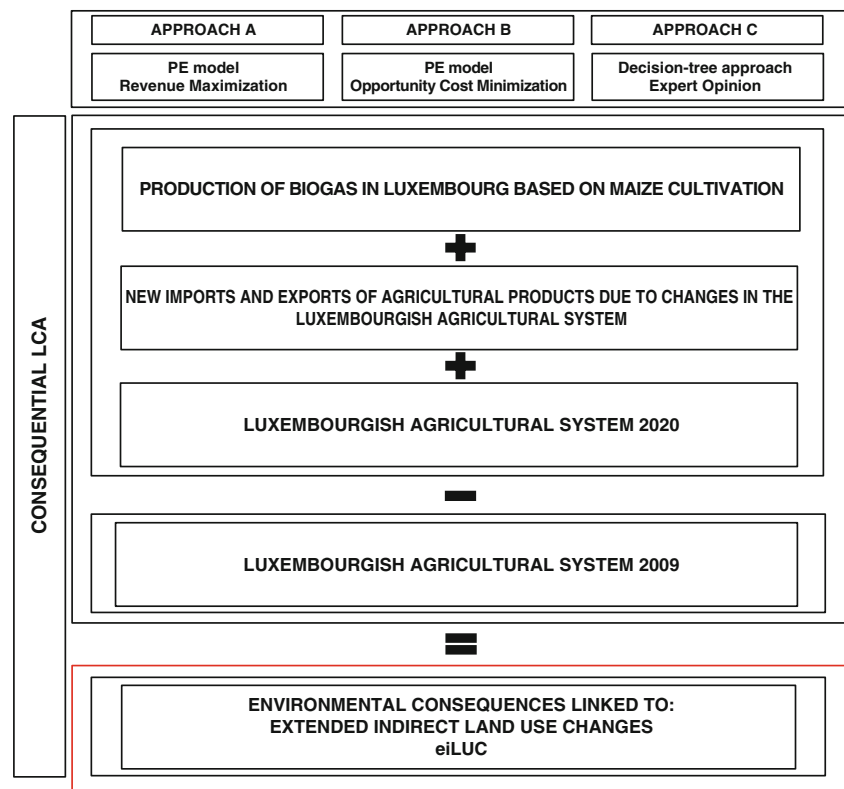 APPROACH A
APPROACH B
APPROACH C
PE model
Revenue Maximization
PE model
Opportunity Cost Minimization
Decision-tree approach
Expert Opinion
CONSEQUENTIAL LCA
PRODUCTION OF BIOGAS IN LUXEMBOURG BASED ON MAIZE CULTIVATION
+
NEW IMPORTS AND EXPORTS OF AGRICULTURAL PRODUCTS DUE TO CHANGES IN THE
LUXEMBOURGISH AGRICULTURAL SYSTEM
+
LUXEMBOURGISH AGRICULTURAL SYSTEM 2020
-
LUXEMBOURGISH AGRICULTURAL SYSTEM 2009
=
ENVIRONMENTAL CONSEQUENCES LINKED TO:
EXTENDED INDIRECT LAND USE CHANGES
eiLUC